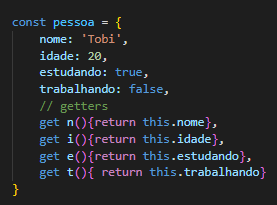 const pessoa = {
    nome: 'Tobi',
    idade: 20,
    estudando: true,
    trabalhando: false,
    // getters
    get n(){return this.nome},
    get i(){return this.idade},
    get e(){return this.estudando},
    get t(){ return this.trabalhando}
}